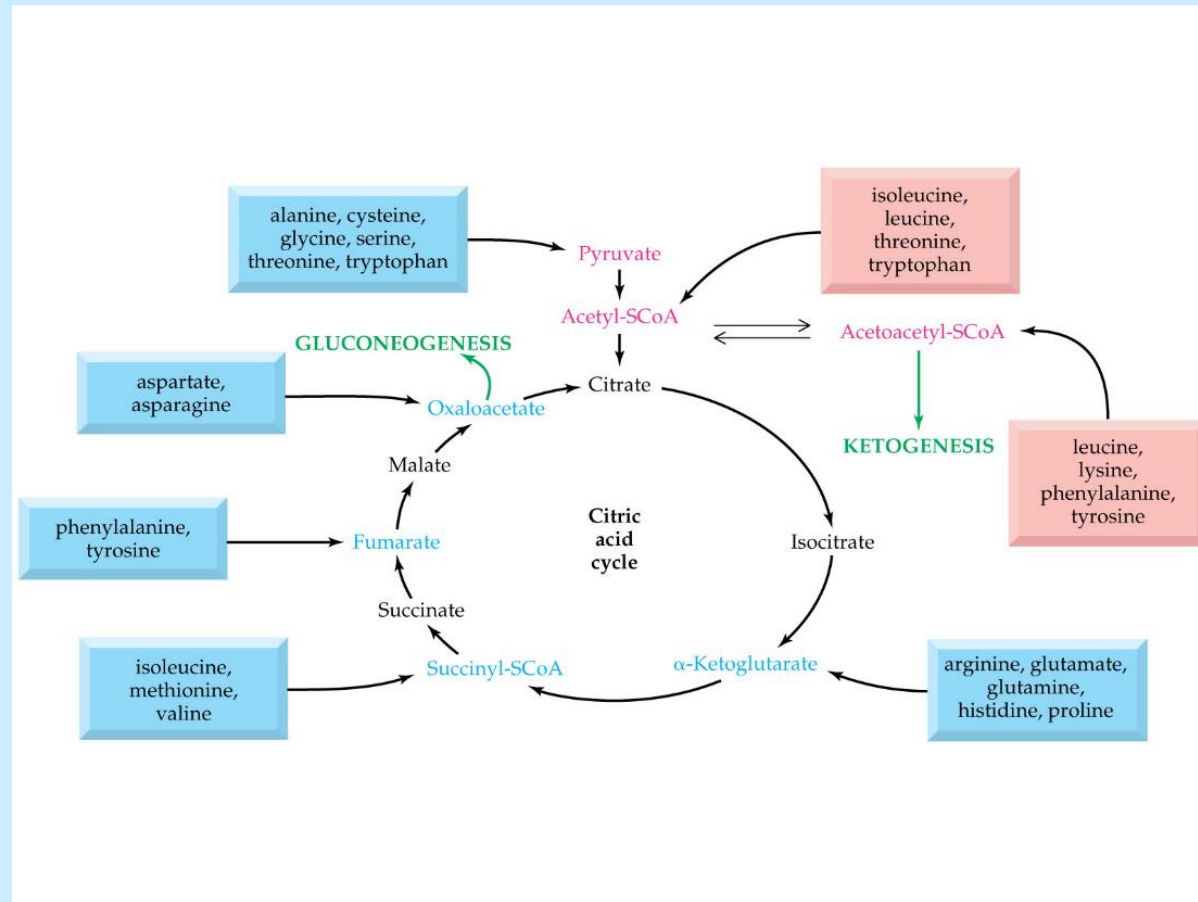 alanine, cysteine,
glycine, serine,
threonine, tryptophan
Pyruvate
isoleucine,
leucine,
threonine,
tryptophan
Acetyl-SCoA
Acetoacetyl-SCoA
GLUCONEOGENESIS
aspartate,
asparagine
Oxaloacetate
Citrate
KETOGENESIS
leucine,
lysine,
phenylalanine,
tyrosine
Malate
phenylalanine,
tyrosine
Fumarate
Citric
acid
cycle
Isocitrate
Succinate
isoleucine,
methionine,
valine
Succinyl-SCoA
α-Ketoglutarate
arginine, glutamate,
glutamine,
histidine, proline